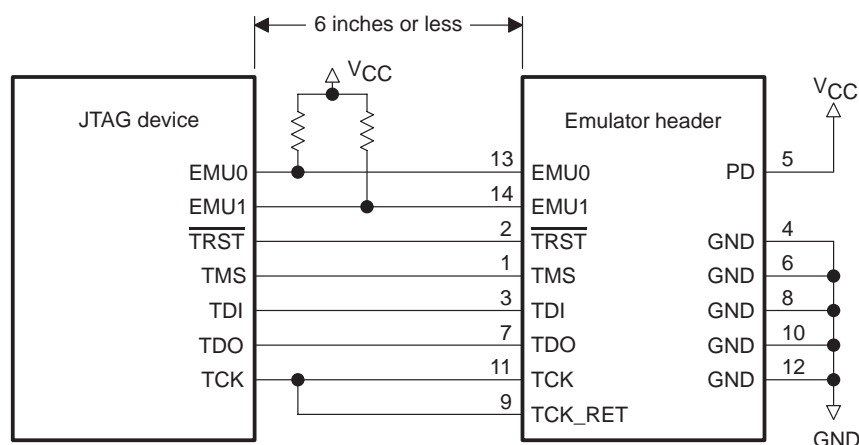 6 inches or less
VCC
VCC
JTAG device
Emulator header
EMU0 13 EMU0 PD 5
EMU1 14 EMU1
TRST 2 TRST GND 4
TMS 1 TMS GND 6
TDI 3 TDI GND 8
TDO 7 TDO GND 10
TCK 11 TCK GND 12
9 TCK_RET
GND